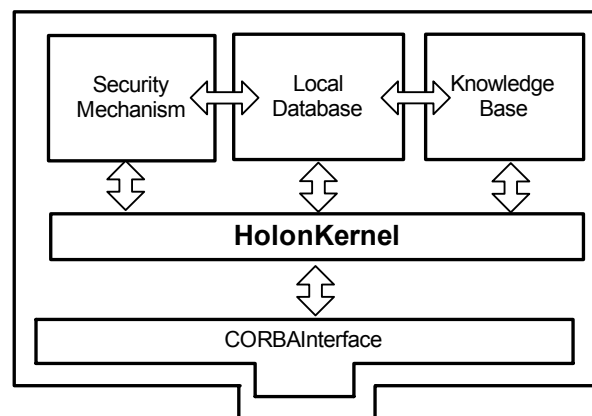 Security
Mechanism
Local
Database
Knowledge
Base
HolonKernel
CORBAInterface